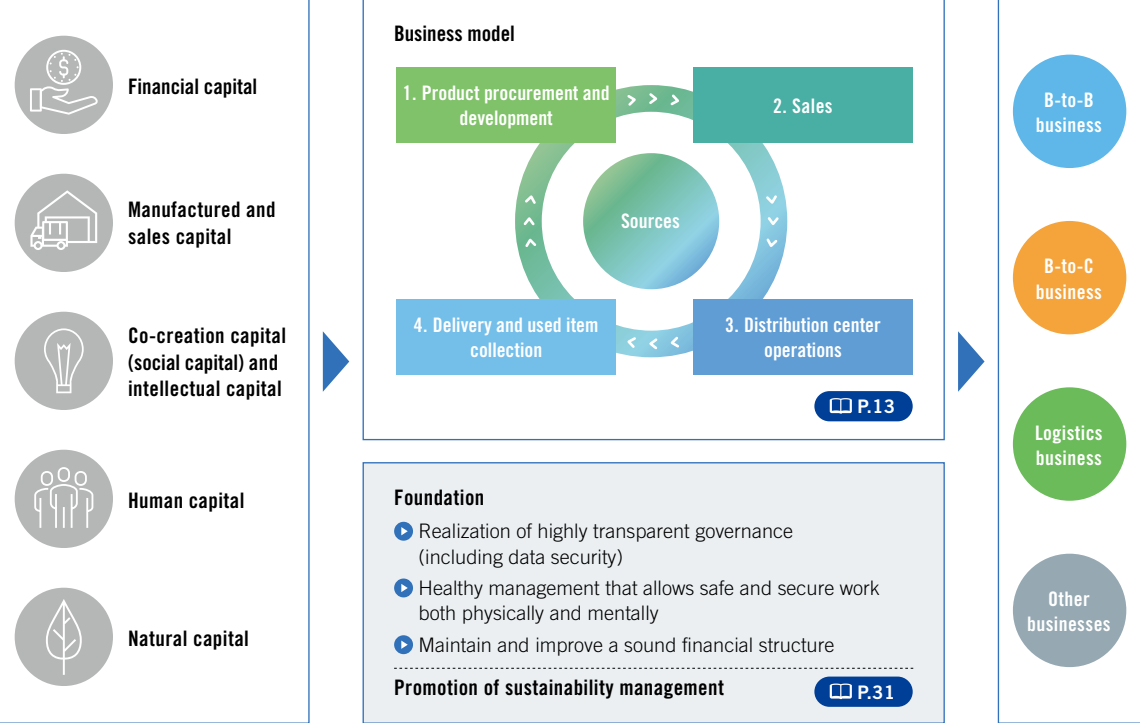 Financial capital
Manufactured and
sales capital
Co-creation capital
(social capital) and
intellectual capital
Human capital
Natural capital
Business model
1. Product procurement and
development
2. Sales
Sources
4. Delivery and used item
collection
3. Distribution center
operations
P.13
Foundation
Realization of highly transparent governance
(including data security)
Healthy management that allows safe and secure work
both physically and mentally
Maintain and improve a sound financial structure
Promotion of sustainability management
P.31
B-to-B
business
B-to-C
business
Logistics
business
Other
businesses